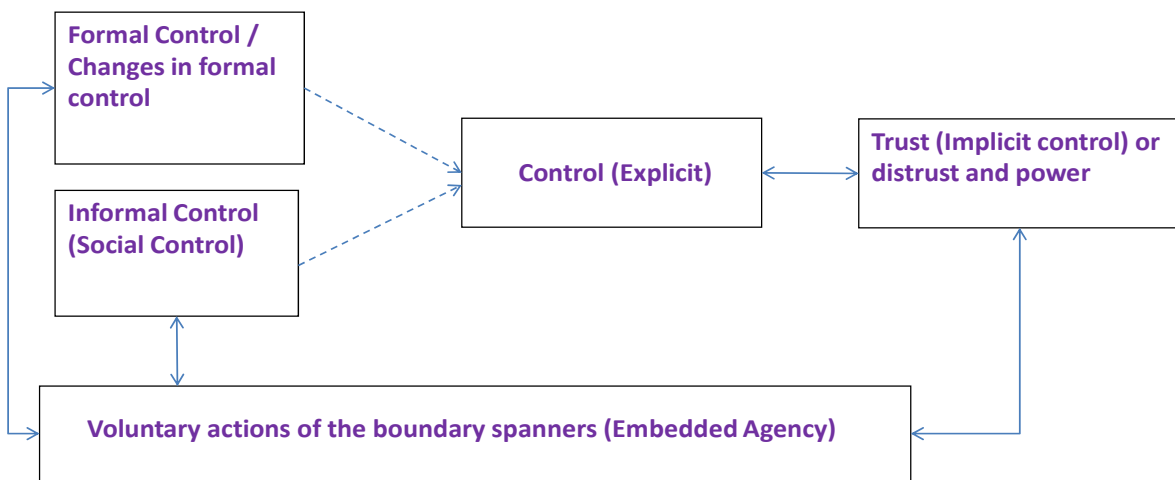 Formal Control /
Changes in formal
control
Control (Explicit)
Trust (Implicit control) or
distrust and power
Informal Control
(Social Control)
Voluntary actions of the boundary spanners (Embedded Agency)